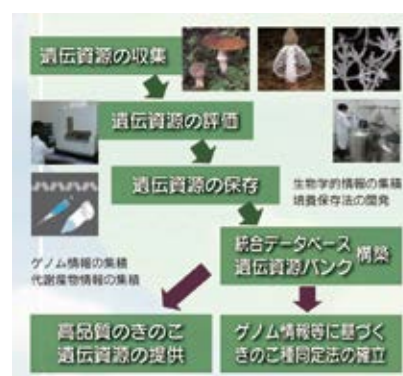 遺伝資源の収集
遺伝資源の評価
遺伝資源の保存
生物学的情報の集積
培養保存法の開発
統合データベース
遺伝資源バンク 構築
ゲノム情報の集積
代謝産物情報の集積
高品質のきのこ
遺伝資源の提供
ゲノム情報等に基づく
きのこ種同定法の確立